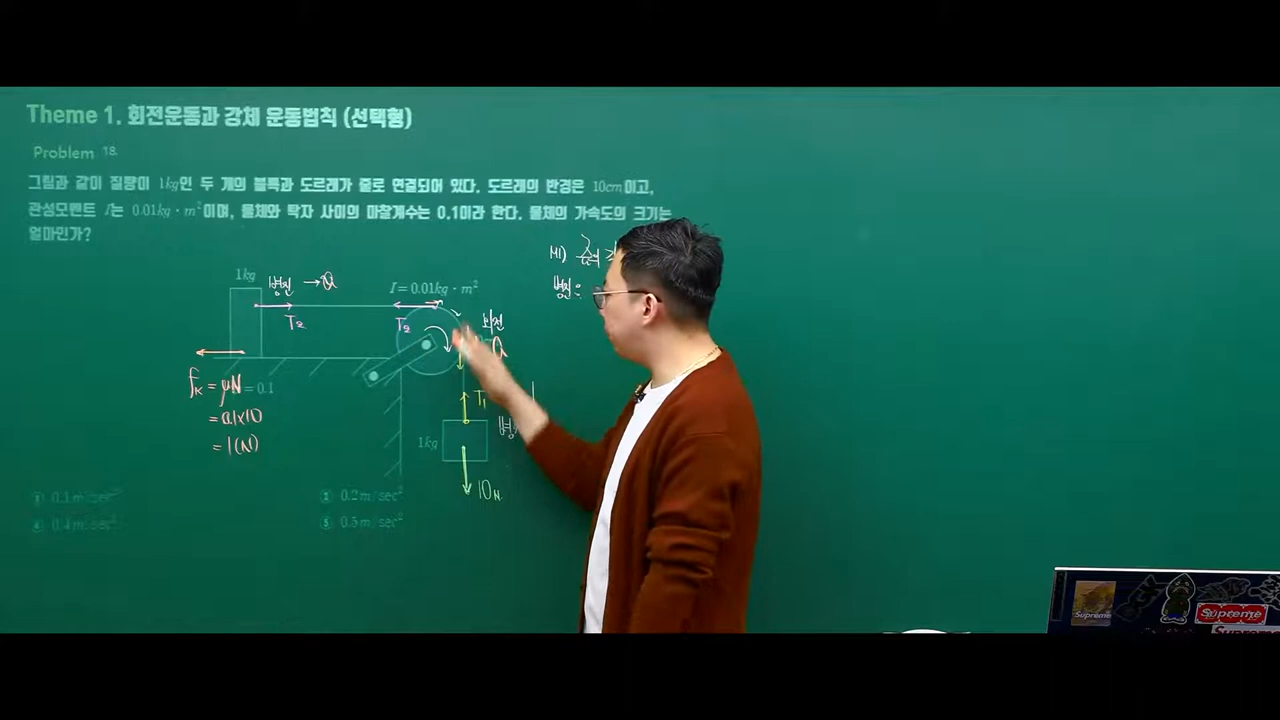 Theme 1. 회전운동과 강체 운동법칙 (선택형)
Problem 18.
그림과 같이 질량이 1kg인 두 개의 블록과 도르래가 줄로 연결되어 있다. 도르래의 반경은 10cm이고,
관성모멘트 I는 0.01kg·m²이며, 물체와 탁자 사이의 마찰계수는 0.1이라 한다. 물체의 가속도의 크기는
얼마인가?
M1)
병진:
1kg
병진 → a
I = 0.01kg·m²
T₂
T₂
회전
fₖ = μN = 0.1
= 0.1×10
= 1(N)
T₁
1kg
10N
① 0.1m/sec²
② 0.2m/sec²
④ 0.4m/sec²
⑤ 0.5m/sec²
Supreme
Supreme
Supreme